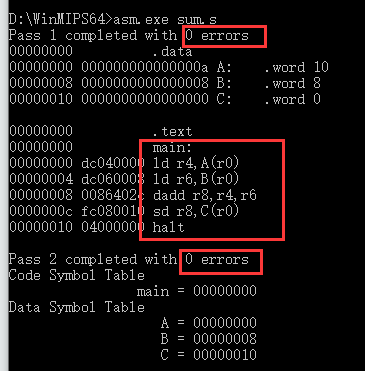 D:\WinMIPS64>asm.exe sum.s
Pass 1 completed with 0 errors
00000000 .data
00000000 000000000000000a A: .word 10
00000008 0000000000000008 B: .word 8
00000010 0000000000000000 C: .word 0
00000000 .text
00000000 main:
00000000 dc040000 ld r4,A(r0)
00000004 dc060008 ld r6,B(r0)
00000008 0086402c dadd r8,r4,r6
0000000c fc080010 sd r8,C(r0)
00000010 04000000 halt
Pass 2 completed with 0 errors
Code Symbol Table
main = 00000000
Data Symbol Table
A = 00000000
B = 00000008
C = 00000010